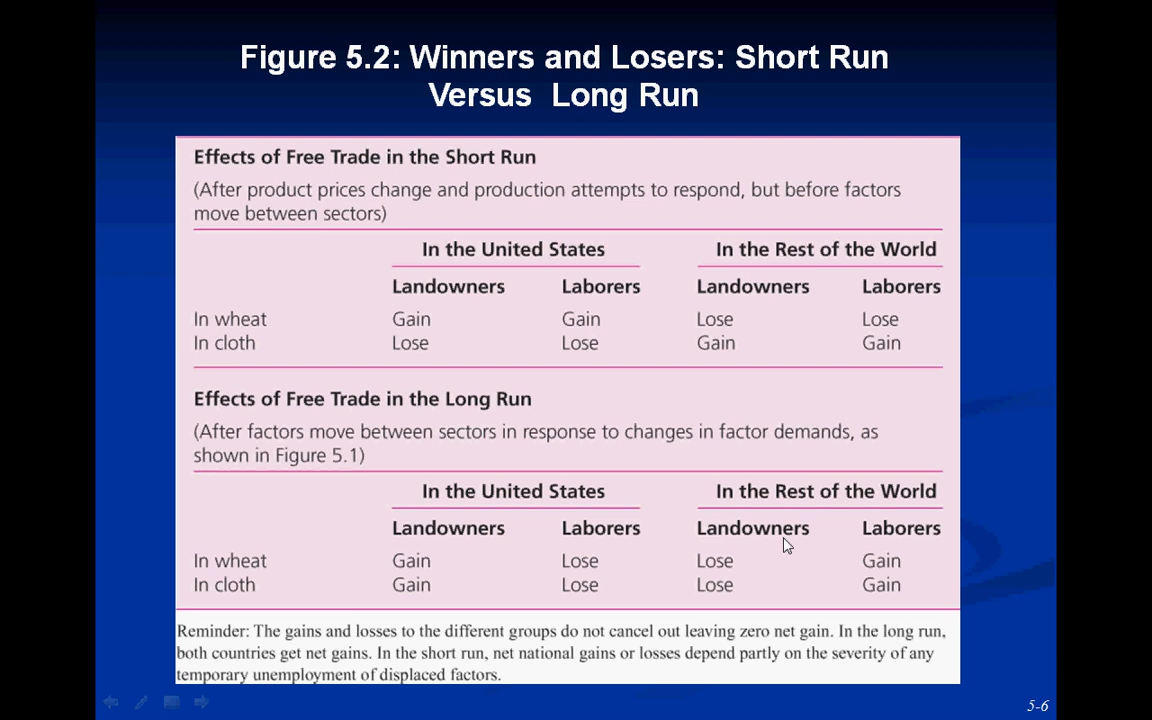 Figure 5.2: Winners and Losers: Short Run
Versus Long Run
Effects of Free Trade in the Short Run
(After product prices change and production attempts to respond, but before factors
move between sectors)
In the United States In the Rest of the World
Landowners Laborers Landowners Laborers
In wheat Gain Gain Lose Lose
In cloth Lose Lose Gain Gain
Effects of Free Trade in the Long Run
(After factors move between sectors in response to changes in factor demands, as
shown in Figure 5.1)
In the United States In the Rest of the World
Landowners Laborers Landowners Laborers
In wheat Gain Lose Lose Gain
In cloth Gain Lose Lose Gain
Reminder: The gains and losses to the different groups do not cancel out leaving zero net gain. In the long run,
both countries get net gains. In the short run, net national gains or losses depend partly on the severity of any
temporary unemployment of displaced factors.
5-6